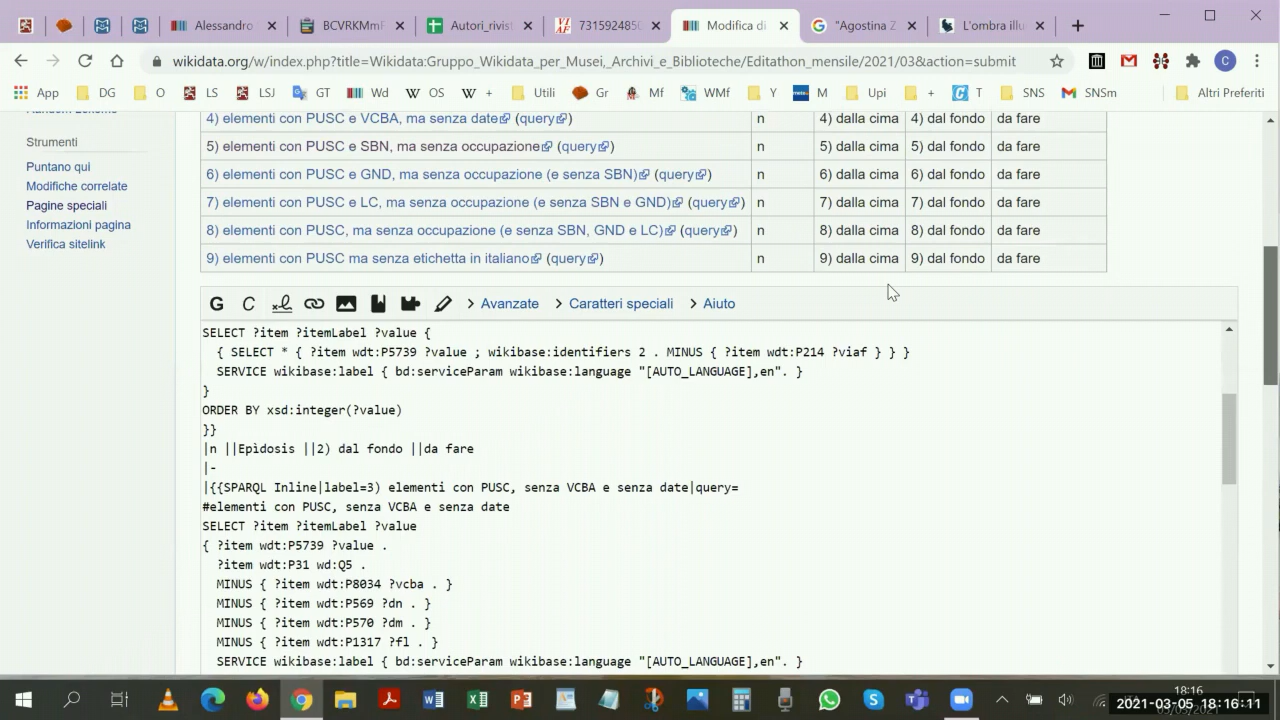 Alessandro
BCVRKMmF
Autori_rivist
7315924850
Modifica di
"Agostina Z
L'ombra illu
wikidata.org/w/index.php?title=Wikidata:Gruppo_Wikidata_per_Musei,_Archivi_e_Biblioteche/Editathon_mensile/2021/03&action=submit
C
App DG O LS LSJ GT Wd OS + Utili Gr Mf WMf Y M Upi + T SNS SNSm Altri Preferiti
Strumenti
Puntano qui
Modifiche correlate
Pagine speciali
Informazioni pagina
Verifica sitelink
4) elementi con PUSC e VCBA, ma senza date (query) n 4) dalla cima 4) dal fondo da fare
5) elementi con PUSC e SBN, ma senza occupazione (query) n 5) dalla cima 5) dal fondo da fare
6) elementi con PUSC e GND, ma senza occupazione (e senza SBN) (query) n 6) dalla cima 6) dal fondo da fare
7) elementi con PUSC e LC, ma senza occupazione (e senza SBN e GND) (query) n 7) dalla cima 7) dal fondo da fare
8) elementi con PUSC, ma senza occupazione (e senza SBN, GND e LC) (query) n 8) dalla cima 8) dal fondo da fare
9) elementi con PUSC ma senza etichetta in italiano (query) n 9) dalla cima 9) dal fondo da fare
G C Avanzate Caratteri speciali Aiuto
SELECT ?item ?itemLabel ?value {
{ SELECT * { ?item wdt:P5739 ?value ; wikibase:identifiers 2 . MINUS { ?item wdt:P214 ?viaf } } }
SERVICE wikibase:label { bd:serviceParam wikibase:language "[AUTO_LANGUAGE],en". }
}
ORDER BY xsd:integer(?value)
}}
|n ||Epìdosis ||2) dal fondo ||da fare
|-
|{{SPARQL Inline|label=3) elementi con PUSC, senza VCBA e senza date|query=
#elementi con PUSC, senza VCBA e senza date
SELECT ?item ?itemLabel ?value
{ ?item wdt:P5739 ?value .
?item wdt:P31 wd:Q5 .
MINUS { ?item wdt:P8034 ?vcba . }
MINUS { ?item wdt:P569 ?dn . }
MINUS { ?item wdt:P570 ?dm . }
MINUS { ?item wdt:P1317 ?fl . }
SERVICE wikibase:label { bd:serviceParam wikibase:language "[AUTO_LANGUAGE],en". }
18:16
2021-03-05 18:16:11